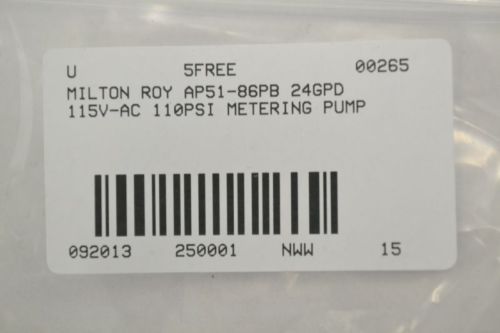 U 5FREE 00265
MILTON ROY AP51-86PB 24GPD
115V-AC 110PSI METERING PUMP
092013 250001 NWW 15